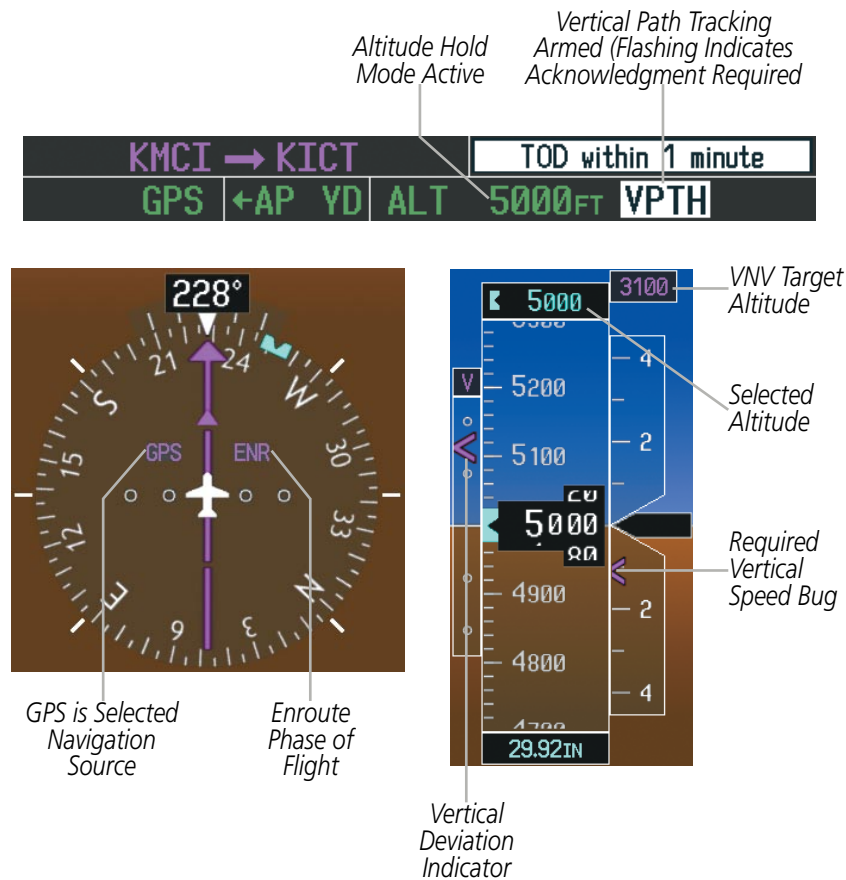 Altitude Hold
Mode Active
Vertical Path Tracking
Armed (Flashing Indicates
Acknowledgment Required
KMCI → KICT
TOD within 1 minute
GPS ←AP YD ALT 5000FT VPTH
228°
21 24
S W
GPS ENR
15 30
12 33
E N
6 3
GPS is Selected
Navigation
Source
Enroute
Phase of
Flight
5000 3100
V
5200
5100
5000
80
4900
4800
29.92IN
4
2
2
4
VNV Target
Altitude
Selected
Altitude
Required
Vertical
Speed Bug
Vertical
Deviation
Indicator